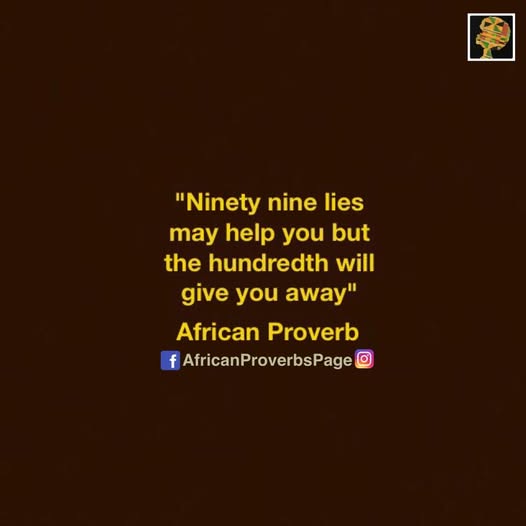 "Ninety nine lies
may help you but
the hundredth will
give you away"
African Proverb
AfricanProverbsPage